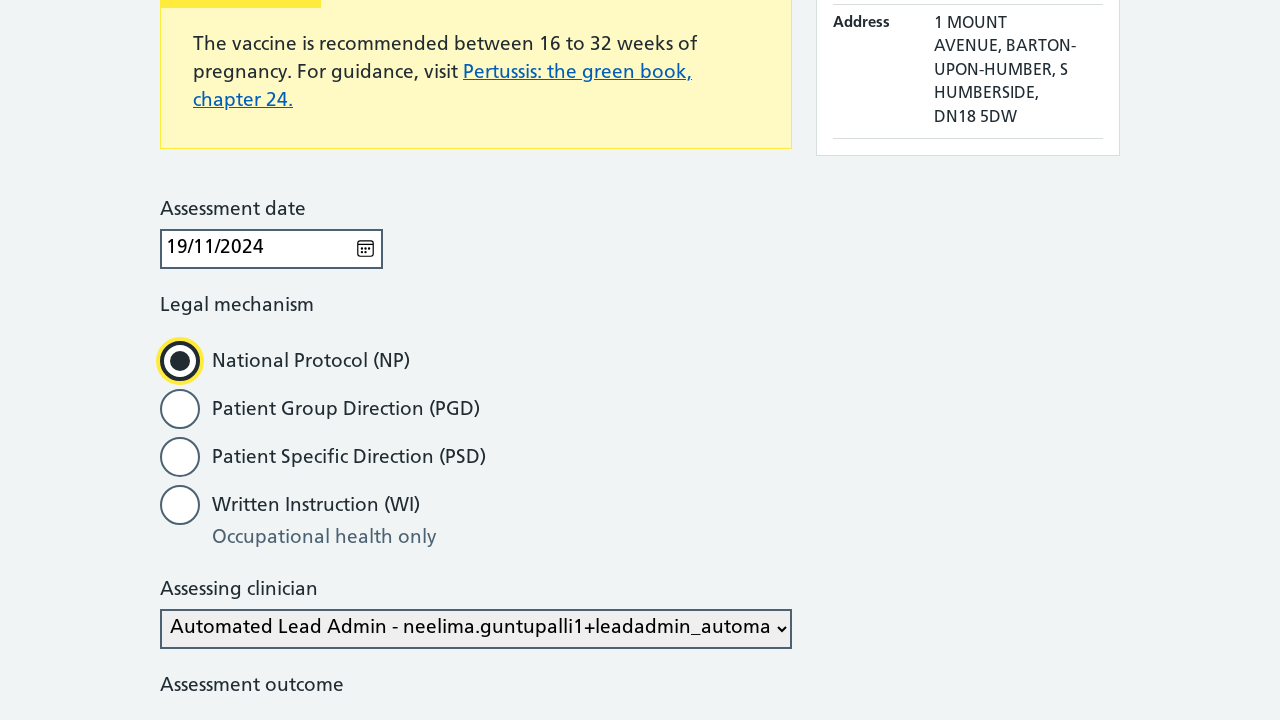 The vaccine is recommended between 16 to 32 weeks of
pregnancy. For guidance, visit Pertussis: the green book,
chapter 24.
Address
1 MOUNT
AVENUE, BARTON-
UPON-HUMBER, S
HUMBERSIDE,
DN18 5DW
Assessment date
19/11/2024
Legal mechanism
National Protocol (NP)
Patient Group Direction (PGD)
Patient Specific Direction (PSD)
Written Instruction (WI)
Occupational health only
Assessing clinician
Automated Lead Admin - neelima.guntupalli1+leadadmin_automa
Assessment outcome